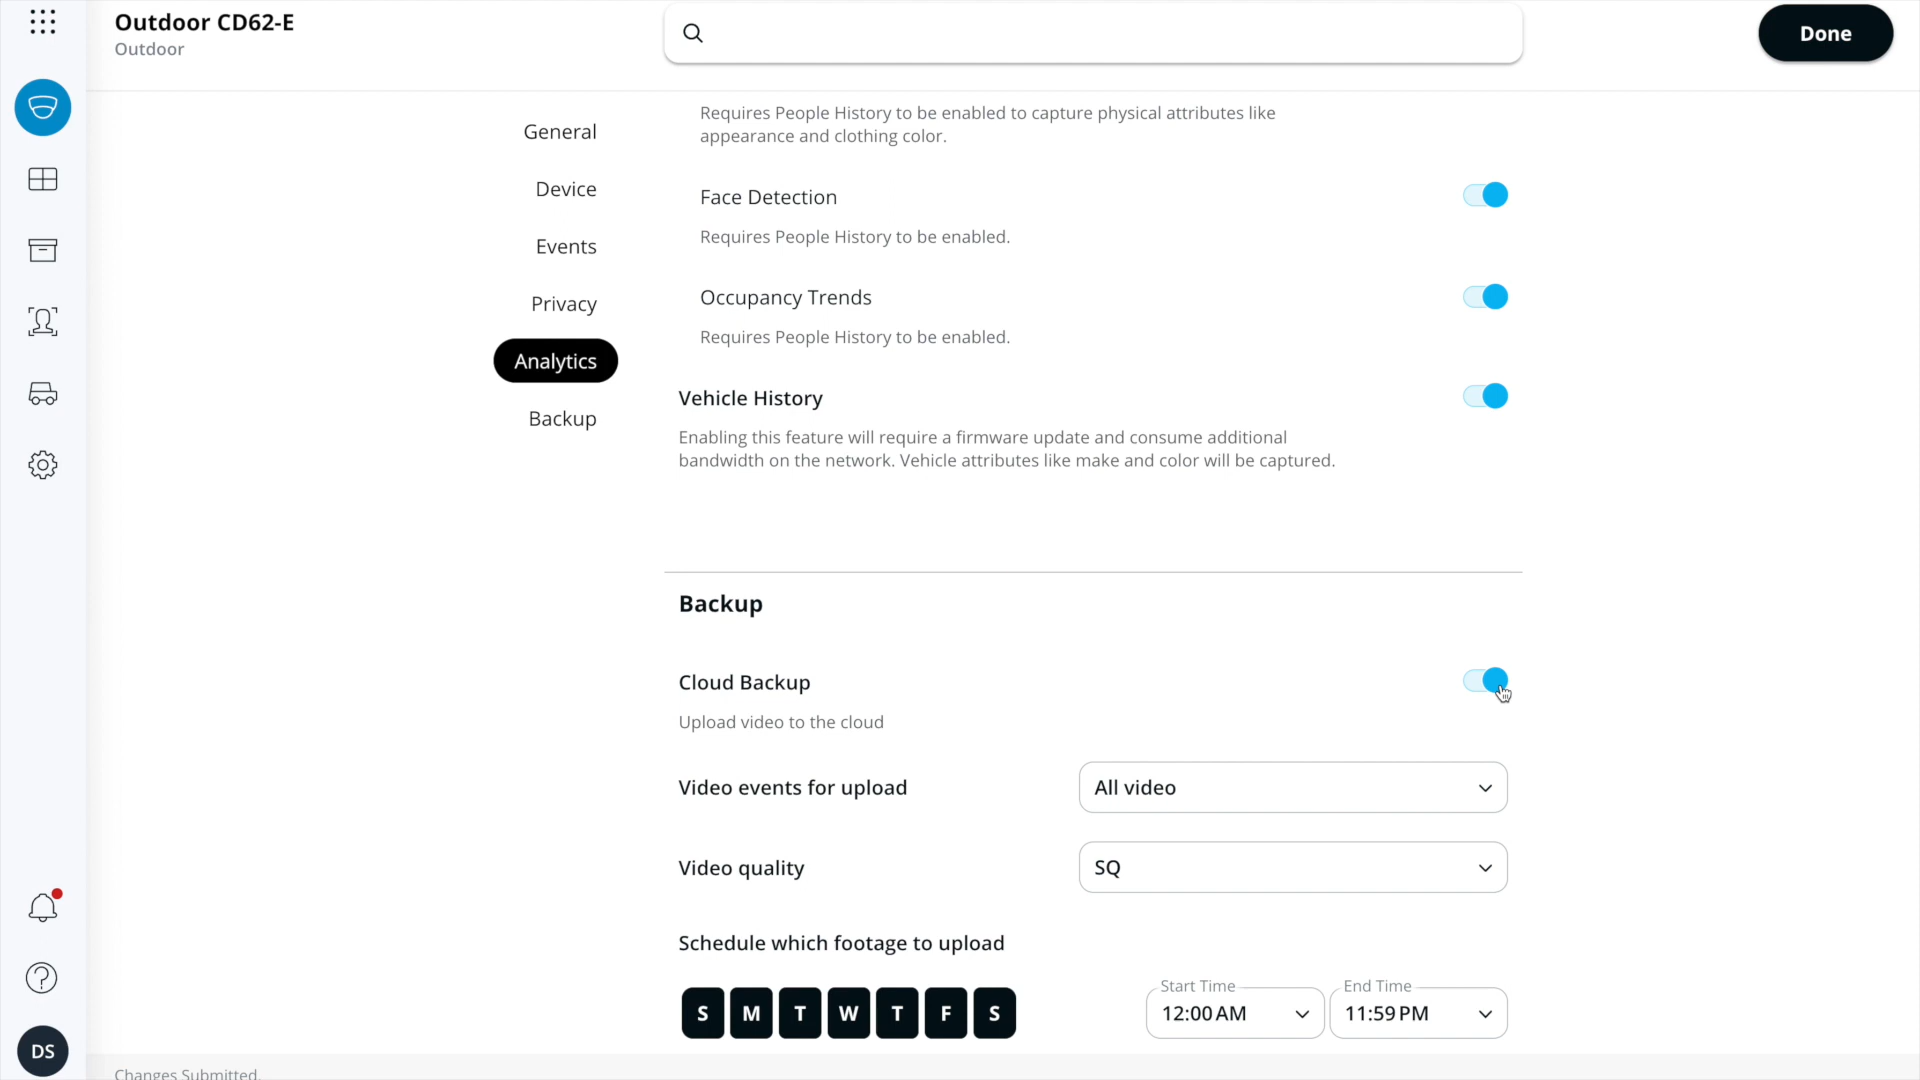 Outdoor CD62-E
Outdoor
Done
General
Device
Events
Privacy
Analytics
Backup
Requires People History to be enabled to capture physical attributes like
appearance and clothing color.
Face Detection
Requires People History to be enabled.
Occupancy Trends
Requires People History to be enabled.
Vehicle History
Enabling this feature will require a firmware update and consume additional
bandwidth on the network. Vehicle attributes like make and color will be captured.
Backup
Cloud Backup
Upload video to the cloud
Video events for upload
All video
Video quality
SQ
Schedule which footage to upload
S M T W T F S
Start Time
12:00 AM
End Time
11:59 PM
DS
Changes Submitted.